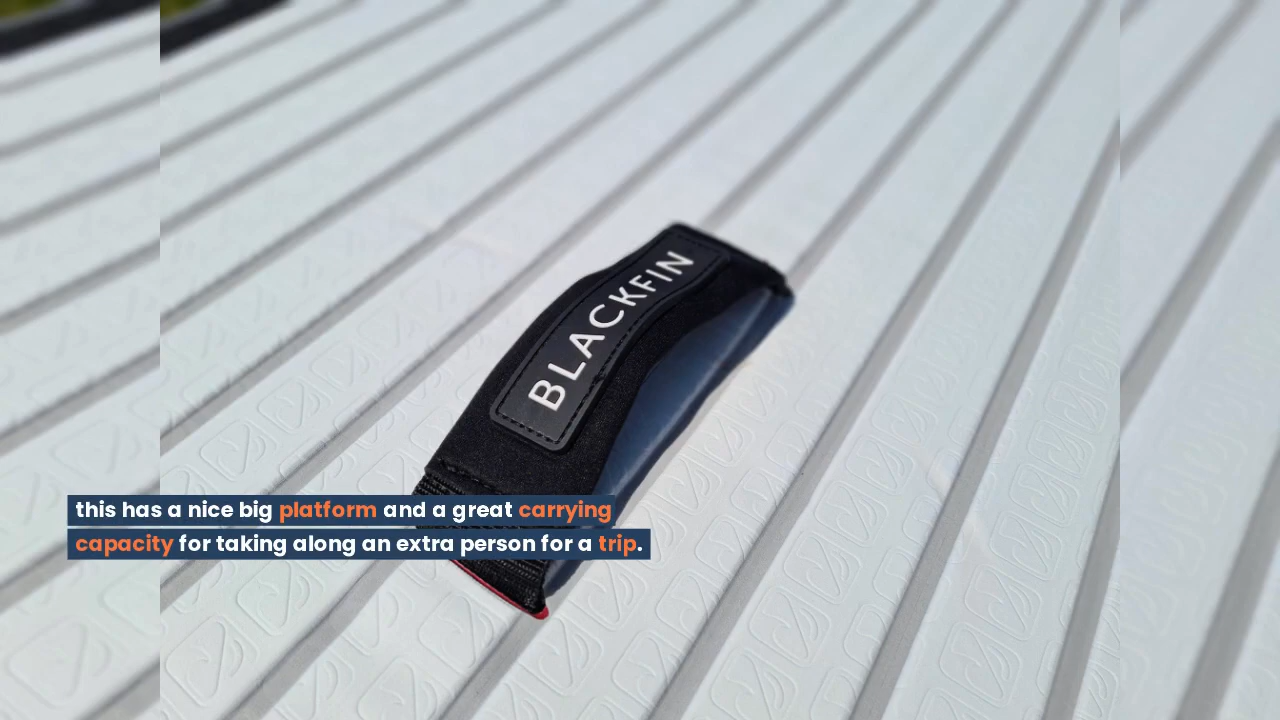 BLACKFIN
this has a nice big platform and a great carrying
capacity for taking along an extra person for a trip.